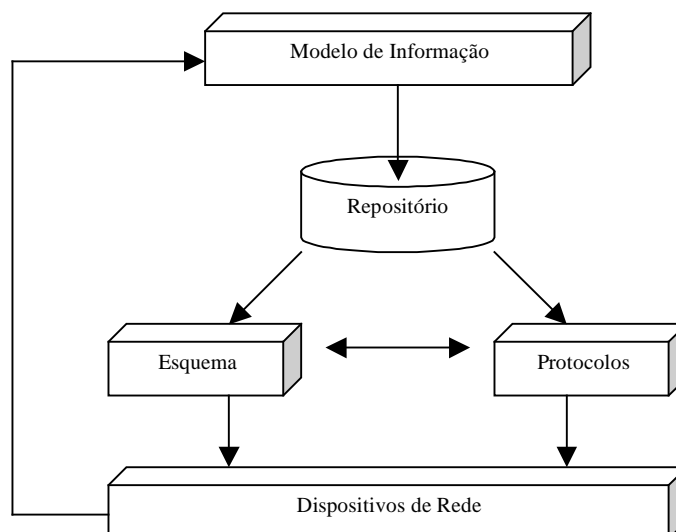 Modelo de Informação
Repositório
Esquema
Protocolos
Dispositivos de Rede